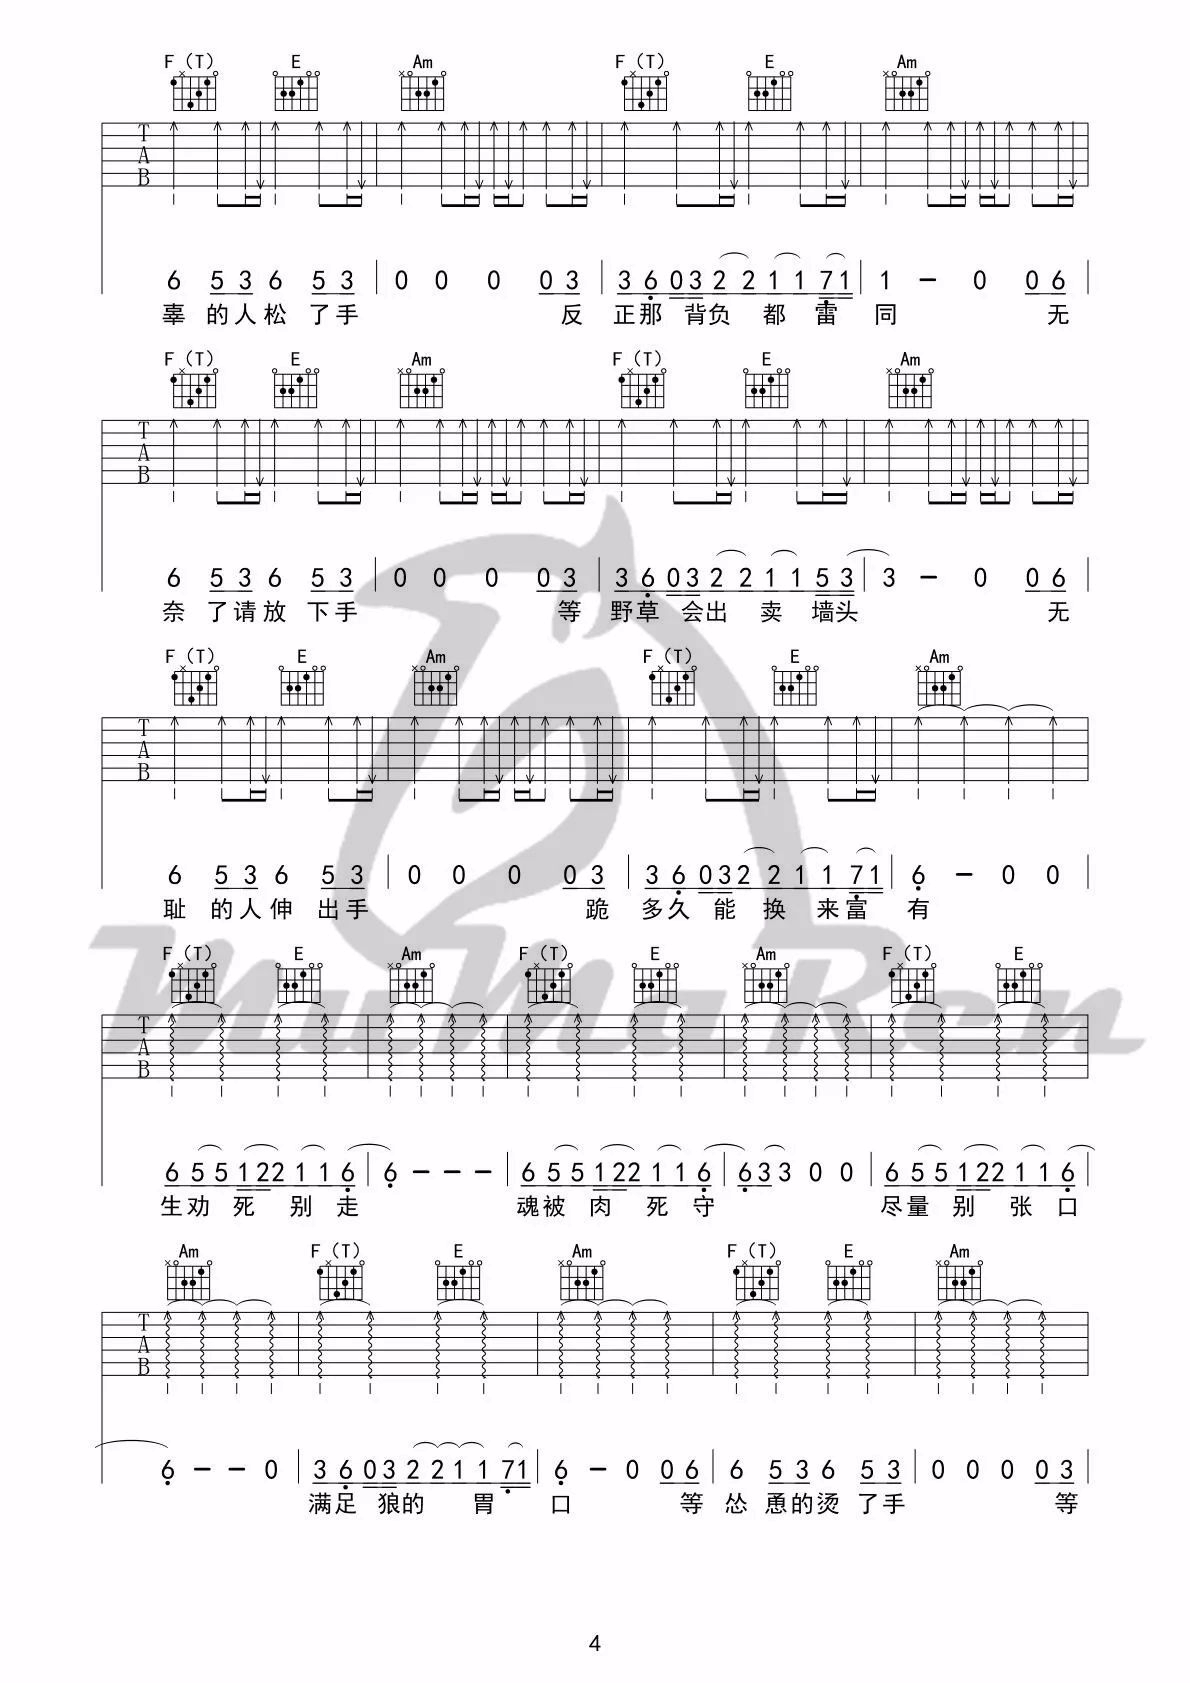 F（T） E Am F（T） E Am
T
A
B
6 5 3 6 5 3 | 0 0 0 0 3 | 3 6 0 3 2 2 1 1 7 1 | 1 – 0 0 6 |
辜 的人松 了手 反 正那 背负 都 雷 同 无
F（T） E Am F（T） E Am
T
A
B
6 5 3 6 5 3 | 0 0 0 0 3 | 3 6 0 3 2 2 1 1 5 3 | 3 – 0 0 6 |
奈 了请放 下手 等 野草 会出 卖 墙头 无
F（T） E Am F（T） E Am
T
A
B
6 5 3 6 5 3 | 0 0 0 0 3 | 3 6 0 3 2 2 1 1 7 1 | 6 – 0 0 |
耻 的人伸 出手 跪 多久 能 换 来富 有
MuMaRen
F（T） E Am F（T） E Am F（T） E
T
A
B
6 5 5 1 2 2 1 1 6 | 6 – – – | 6 5 5 1 2 2 1 1 6 | 6 3 3 0 0 | 6 5 5 1 2 2 1 1 6 |
生劝 死 别 走 魂被 肉 死 守 尽量 别 张 口
Am F（T） E Am F（T） E Am
T
A
B
6 – – 0 | 3 6 0 3 2 2 1 1 7 1 | 6 – 0 0 6 | 6 5 3 6 5 3 | 0 0 0 0 3 |
满足 狼的 胃 口 等 怂 恿的烫 了手 等
4